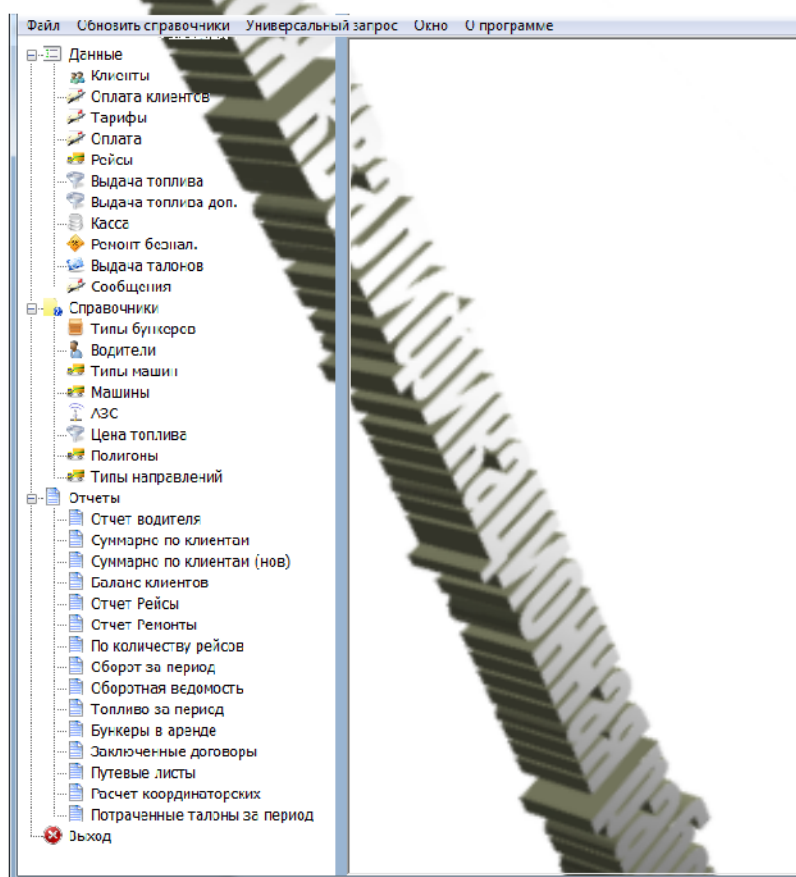 Файл Обновить справочники Универсальный запрос Окно О программе
Данные
Клиенты
Оплата клиентов
Тарифы
Оплата
Рейсы
Выдача топлива
Выдача топлива доп.
Касса
Ремонт безнал.
Выдача талонов
Сообщения
Справочники
Типы бункеров
Водители
Типы машин
Машины
АЗС
Цена топлива
Полигоны
Типы направлений
Отчеты
Отчет водителя
Суммарно по клиентам
Суммарно по клиентам (нов)
Баланс клиентов
Отчет Рейсы
Отчет Ремонты
По количеству рейсов
Оборот за период
Оборотная ведомость
Топливо за период
Бункеры в аренде
Заключенные договоры
Путевые листы
Расчет координаторских
Потраченные талоны за период
Выход